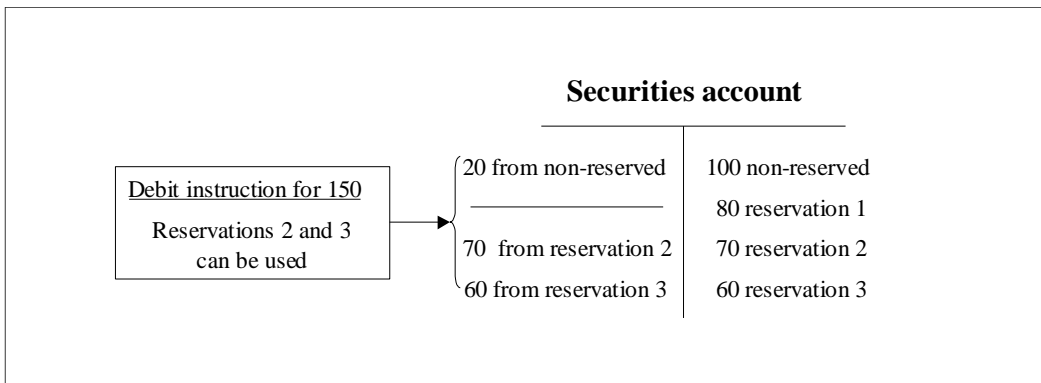 Securities account
Debit instruction for 150
Reservations 2 and 3
can be used
20 from non-reserved
70 from reservation 2
60 from reservation 3
100 non-reserved
80 reservation 1
70 reservation 2
60 reservation 3